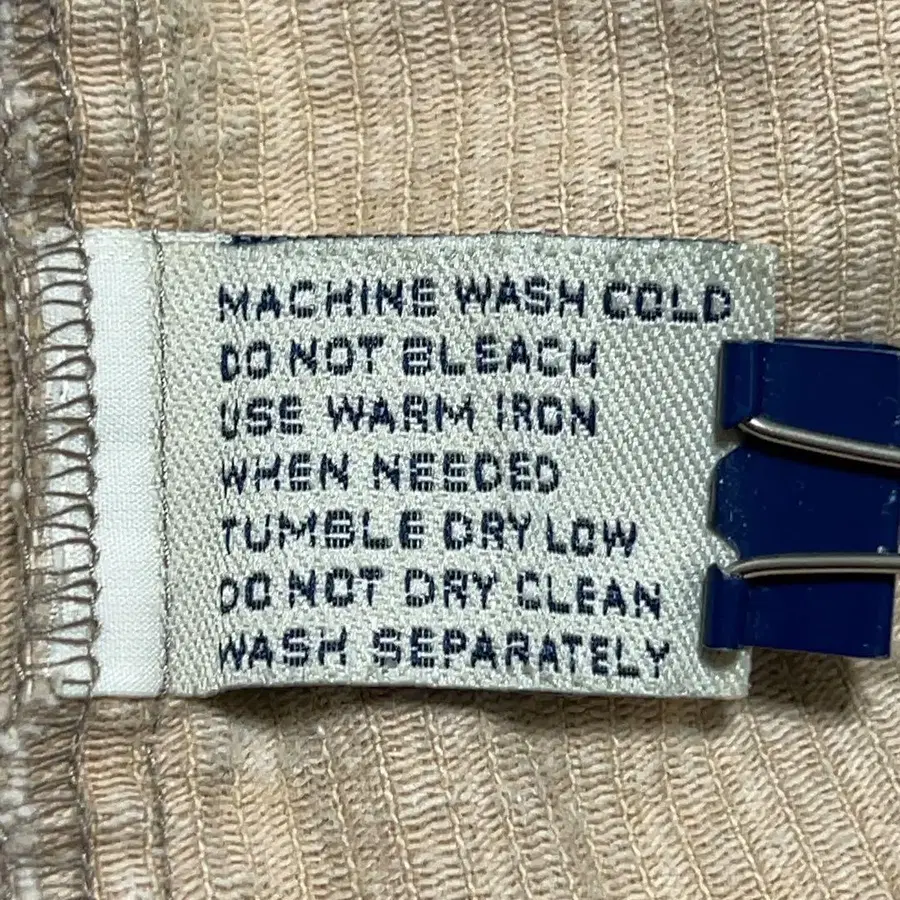 MACHINE WASH COLD
DO NOT BLEACH
USE WARM IRON
WHEN NEEDED
TUMBLE DRY LOW
DO NOT DRY CLEAN
WASH SEPARATELY